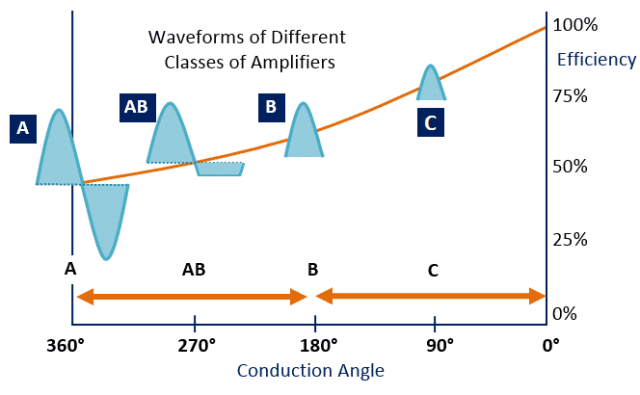 Waveforms of Different
Classes of Amplifiers
100%
Efficiency
75%
50%
25%
0%
A
AB
B
C
A
AB
B
C
360°
270°
180°
90°
0°
Conduction Angle